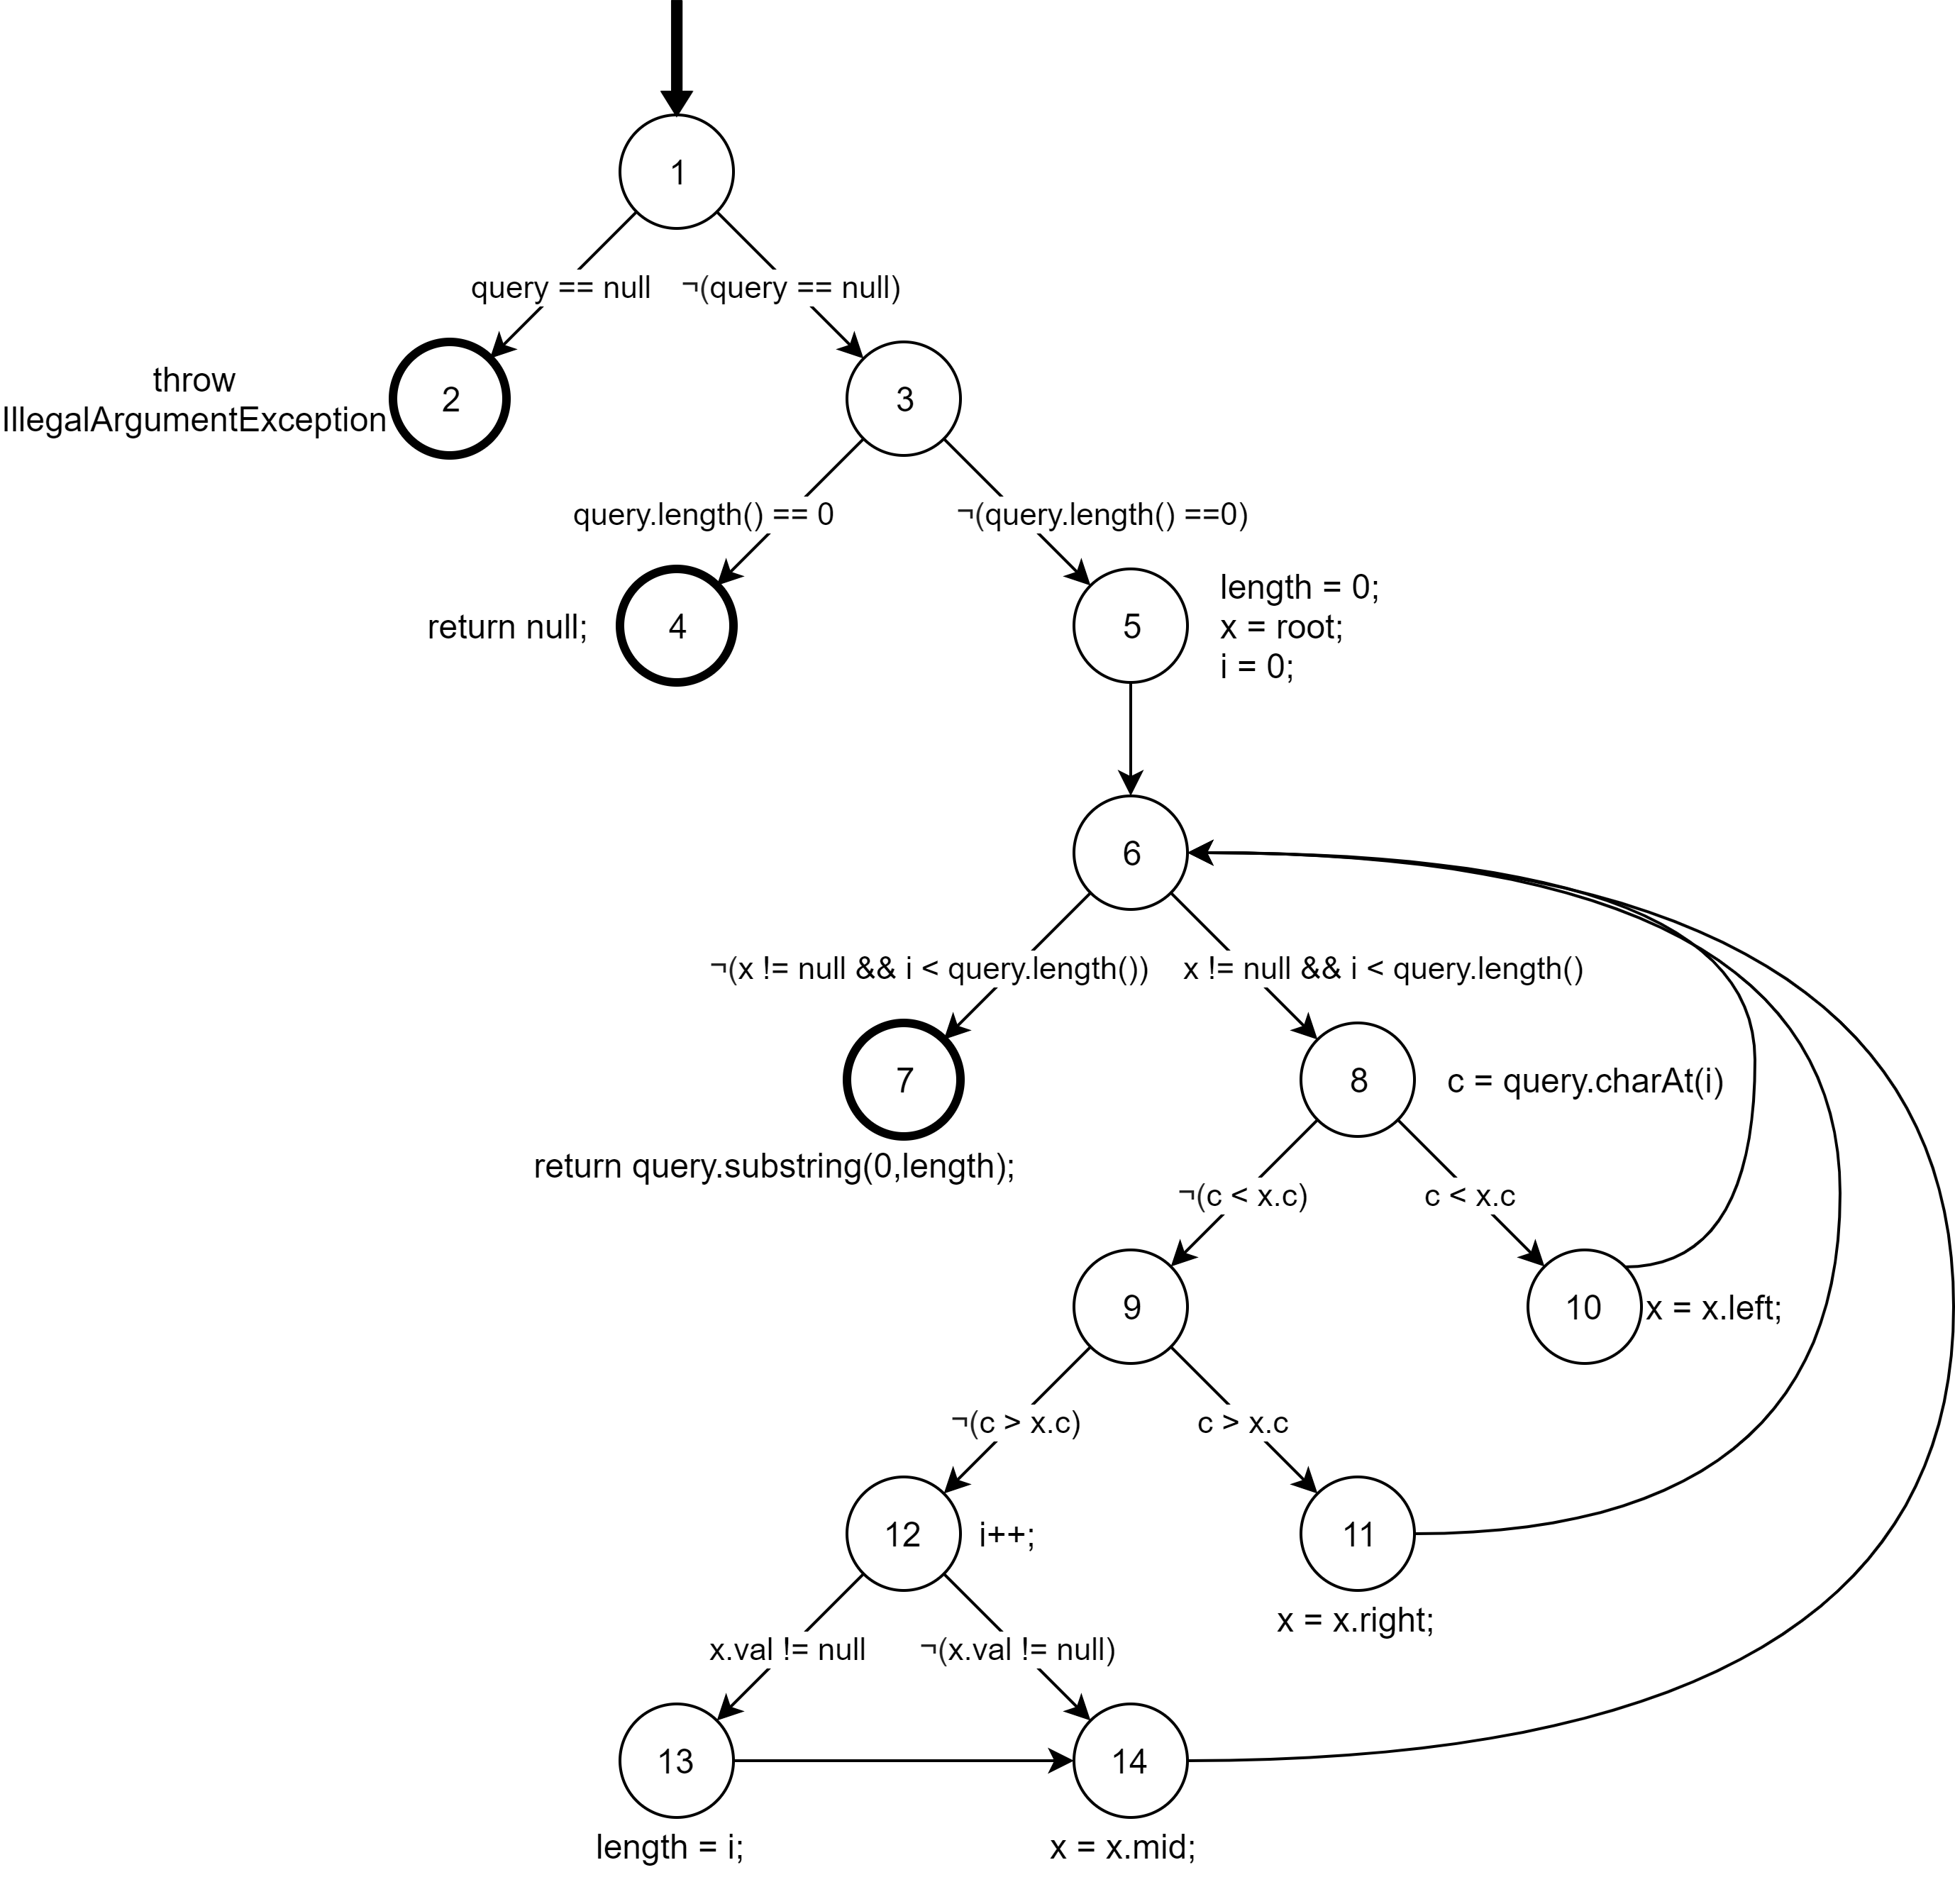 1
query == null
¬(query == null)
throw
IllegalArgumentException
2
3
query.length() == 0
¬(query.length() ==0)
return null;
4
5
length = 0;
x = root;
i = 0;
6
¬(x != null && i < query.length())
x != null && i < query.length()
7
8
c = query.charAt(i)
return query.substring(0,length);
¬(c < x.c)
c < x.c
9
10
x = x.left;
¬(c > x.c)
c > x.c
12
i++;
11
x = x.right;
x.val != null
¬(x.val != null)
13
14
length = i;
x = x.mid;